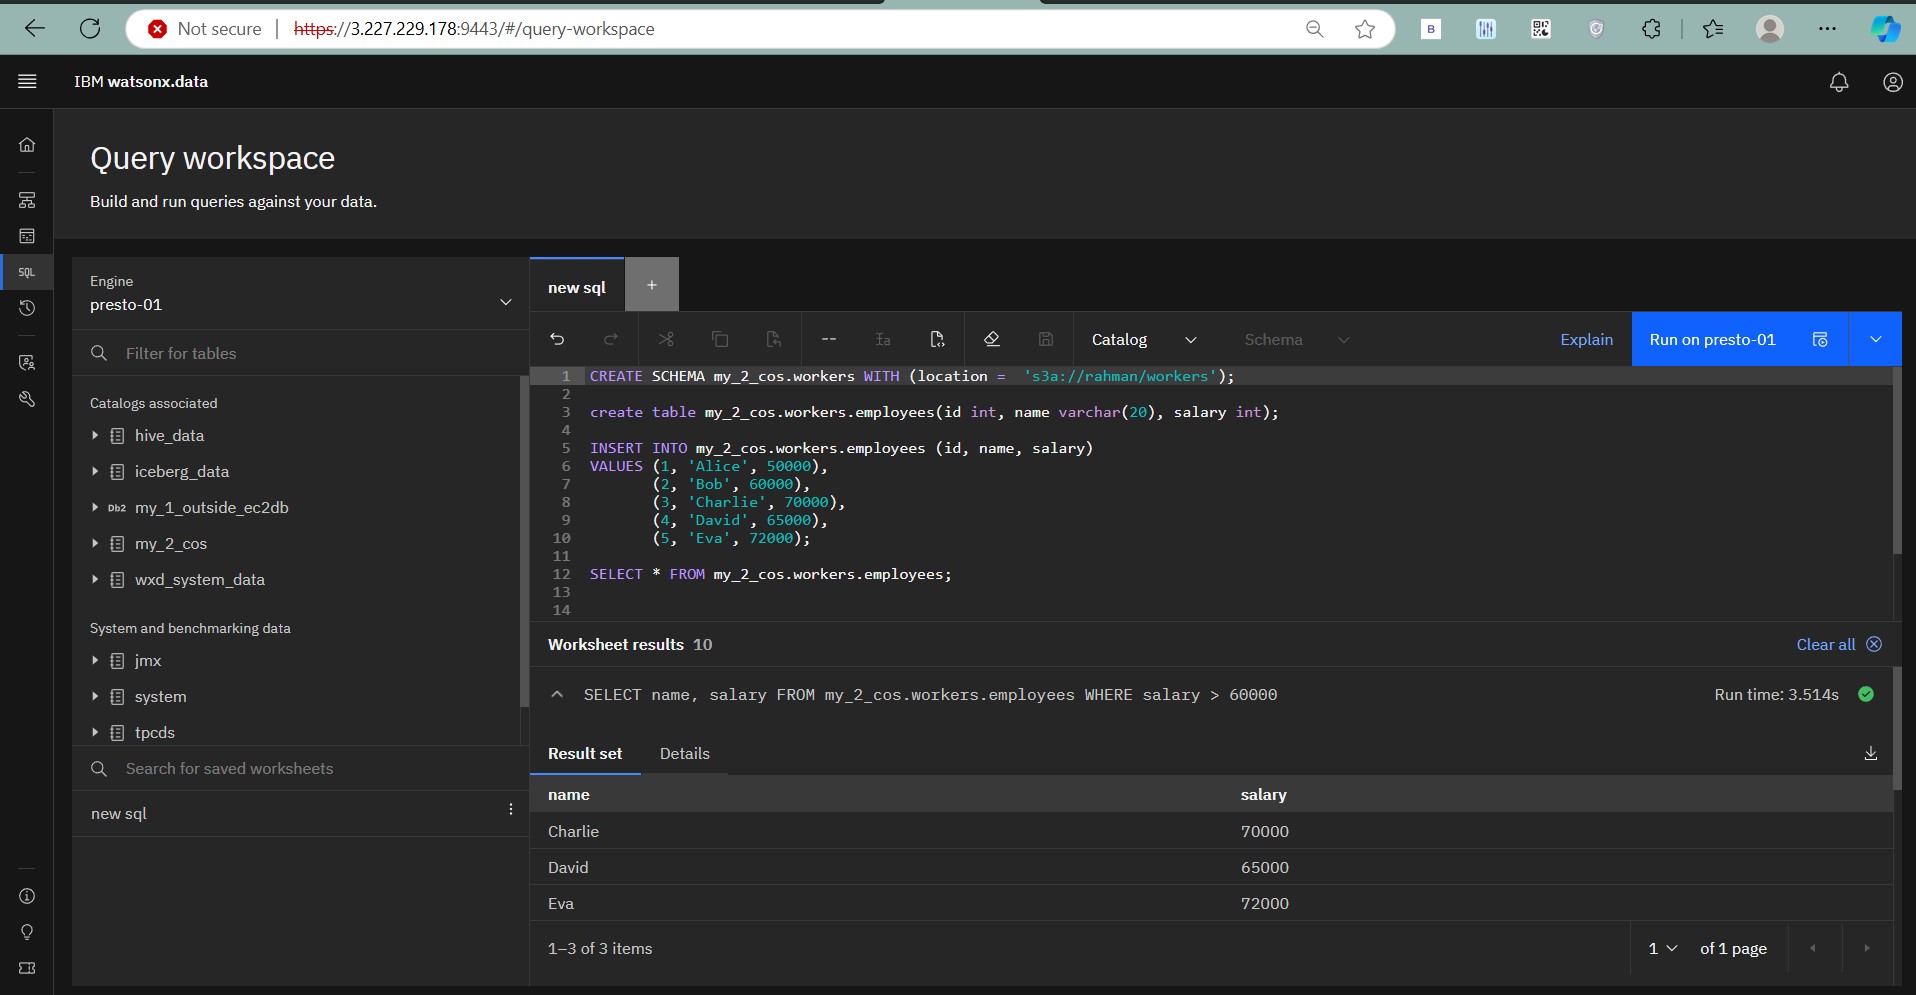 Not secure
https://3.227.229.178:9443/#/query-workspace
B
IBM watsonx.data
Query workspace
Build and run queries against your data.
SQL
Engine
presto-01
Filter for tables
Catalogs associated
hive_data
iceberg_data
Db2 my_1_outside_ec2db
my_2_cos
wxd_system_data
System and benchmarking data
jmx
system
tpcds
Search for saved worksheets
new sql
new sql +
Catalog Schema Explain Run on presto-01
1 CREATE SCHEMA my_2_cos.workers WITH (location =  's3a://rahman/workers');
2
3 create table my_2_cos.workers.employees(id int, name varchar(20), salary int);
4
5 INSERT INTO my_2_cos.workers.employees (id, name, salary)
6 VALUES (1, 'Alice', 50000),
7 (2, 'Bob', 60000),
8 (3, 'Charlie', 70000),
9 (4, 'David', 65000),
10 (5, 'Eva', 72000);
11
12 SELECT * FROM my_2_cos.workers.employees;
13
14
Worksheet results 10 Clear all
SELECT name, salary FROM my_2_cos.workers.employees WHERE salary > 60000 Run time: 3.514s
Result set Details
name salary
Charlie 70000
David 65000
Eva 72000
1–3 of 3 items 1 of 1 page